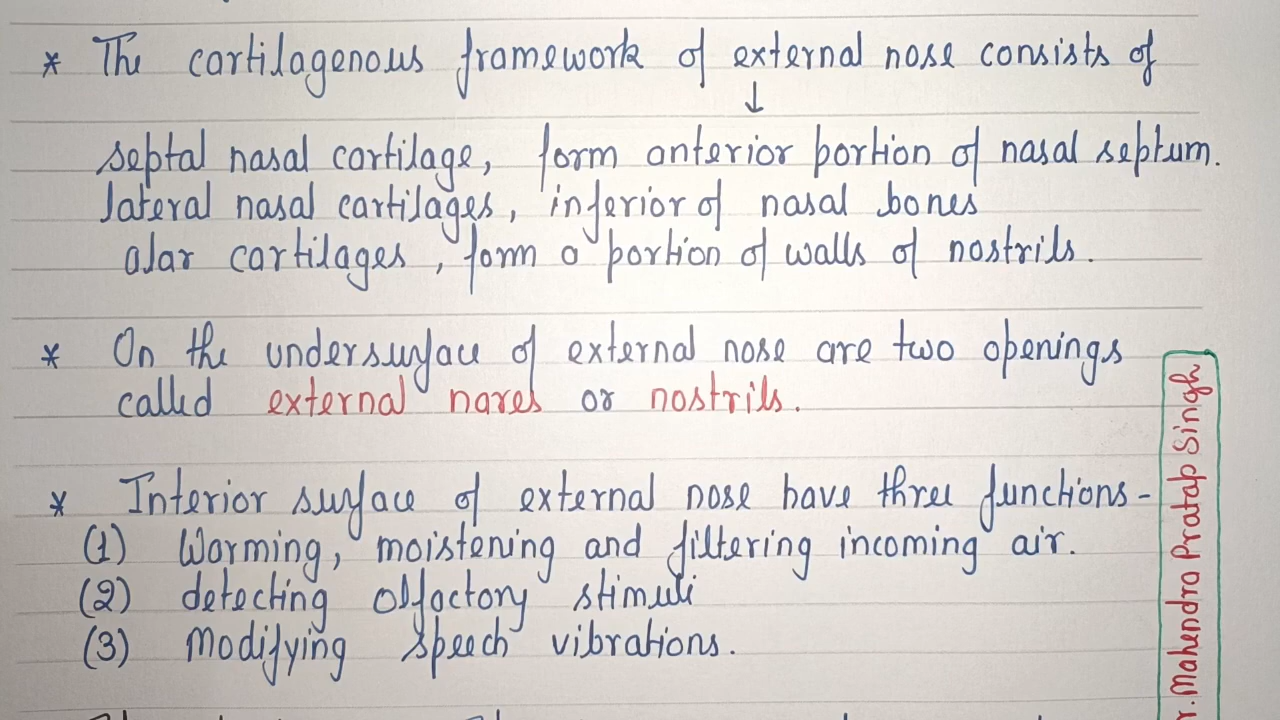 * The cartilagenous framework of external nose consists of
↓
septal nasal cartilage, form anterior portion of nasal septum.
lateral nasal cartilages, inferior of nasal bones
alar cartilages, form a portion of walls of nostrils.
* On the undersurface of external nose are two openings
called external nares or nostrils.
* Interior surface of external nose have three functions -
(1) Warming, moistening and filtering incoming air.
(2) detecting olfactory stimuli
(3) Modifying speech vibrations.
r. Mahendra Pratap Singh